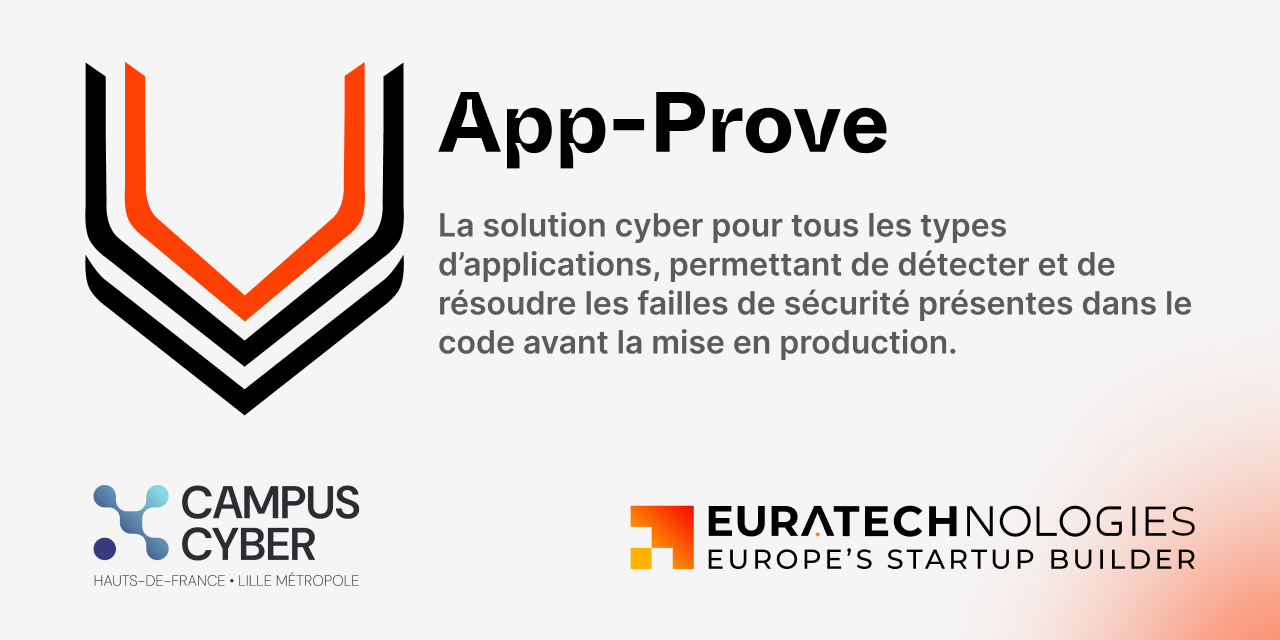 App-Prove
La solution cyber pour tous les types
d’applications, permettant de détecter et de
résoudre les failles de sécurité présentes dans le
code avant la mise en production.
CAMPUS
CYBER
HAUTS-DE-FRANCE • LILLE MÉTROPOLE
EURATECHNOLOGIES
EUROPE’S STARTUP BUILDER